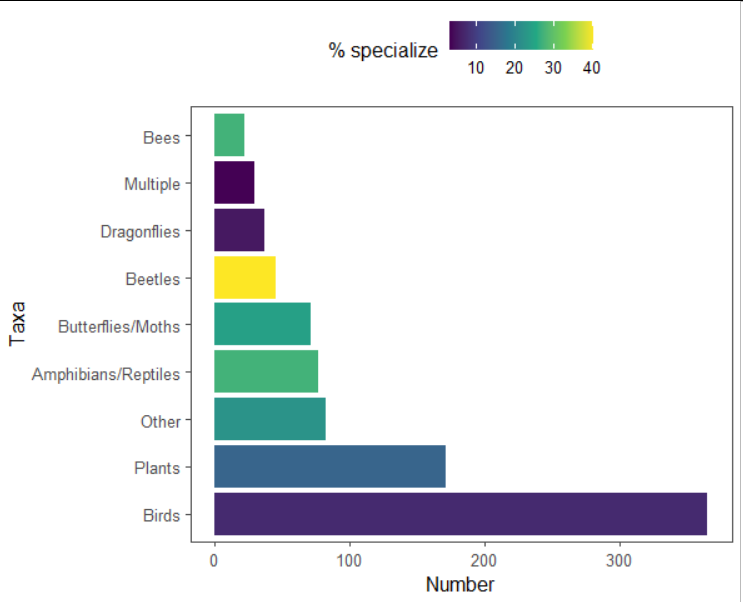 % specialize
10 20 30 40
Bees
Multiple
Dragonflies
Beetles
Butterflies/Moths
Amphibians/Reptiles
Other
Plants
Birds
Taxa
0 100 200 300
Number